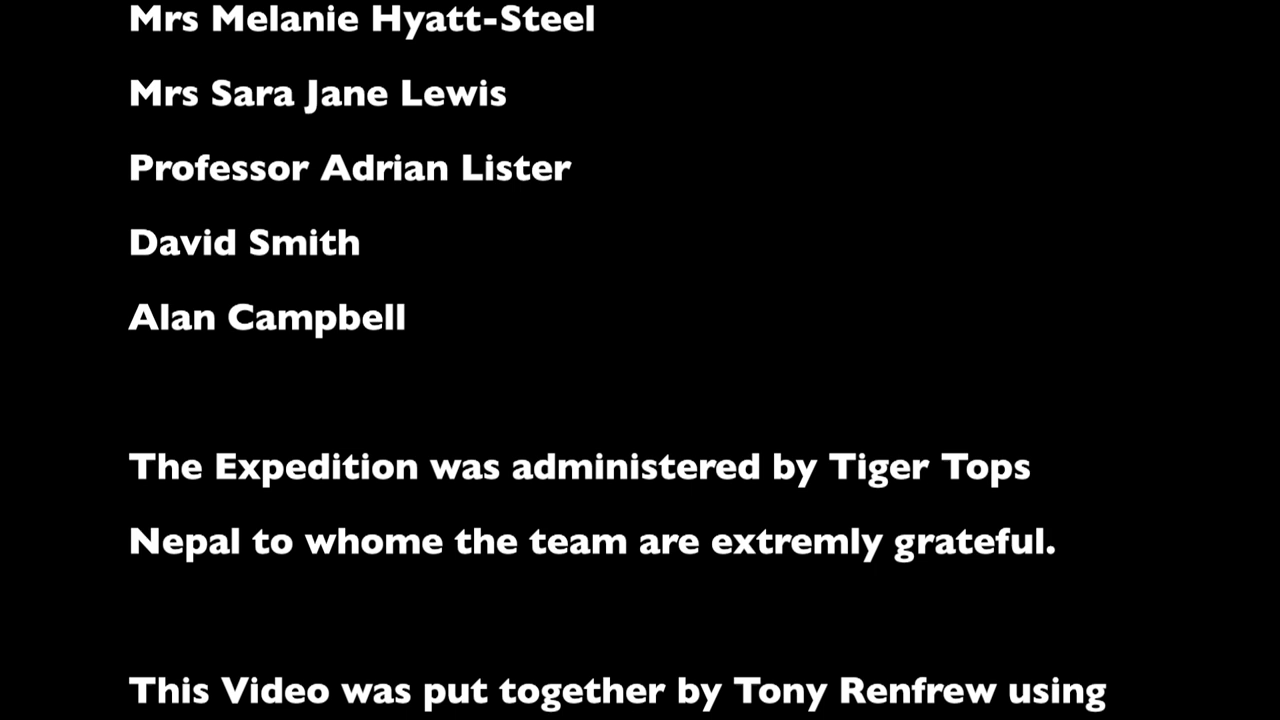 Mrs Melanie Hyatt-Steel
Mrs Sara Jane Lewis
Professor Adrian Lister
David Smith
Alan Campbell
The Expedition was administered by Tiger Tops
Nepal to whome the team are extremly grateful.
This Video was put together by Tony Renfrew using